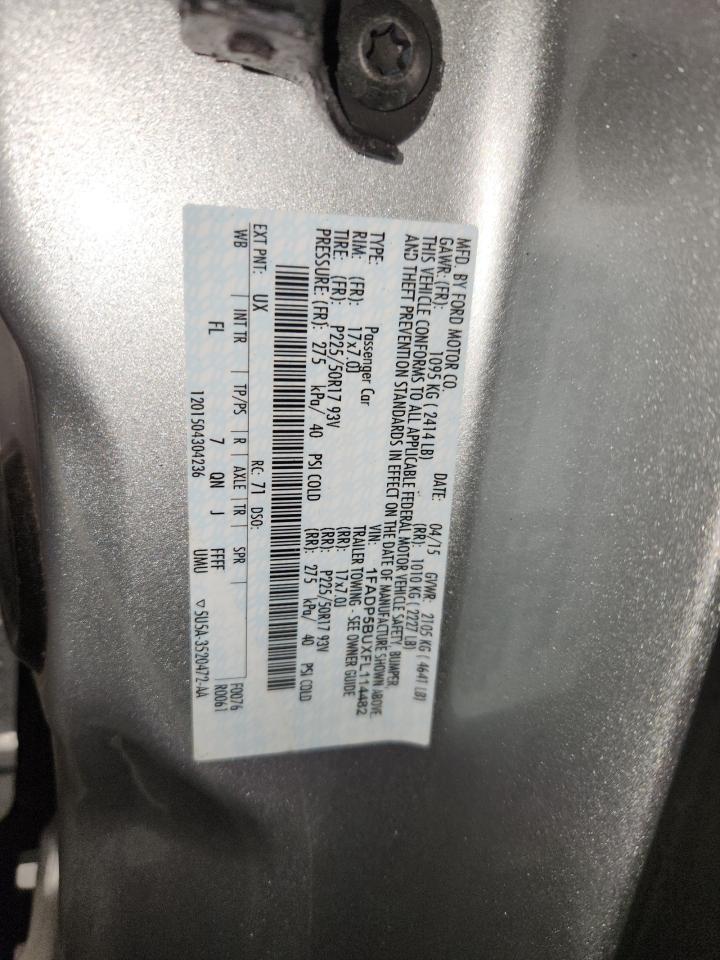 MFD. BY FORD MOTOR CO.
DATE: 04/15 GVWR: 2105 KG ( 4641 LB)
GAWR: (FR): 1095 KG ( 2414 LB) (RR): 1010 KG ( 2227 LB)
THIS VEHICLE CONFORMS TO ALL APPLICABLE FEDERAL MOTOR VEHICLE SAFETY, BUMPER,
AND THEFT PREVENTION STANDARDS IN EFFECT ON THE DATE OF MANUFACTURE SHOWN ABOVE.
VIN: 1FADP5BUXFL114482
TYPE: Passenger Car TRAILER TOWING - SEE OWNER GUIDE
RIM: (FR): 17x7.0J (RR): 17x7.0J
TIRE: (FR): P225/50R17 93V (RR): P225/50R17 93V
PRESSURE: (FR): 275 kPa/ 40 PSI COLD (RR): 275 kPa/ 40 PSI COLD
EXT PNT: UX RC: 71 DSO: F0076
R0061
WB INT TR TP/PS R AXLE TR SPR
FL 7 QN J FFFF
1201504304236 UMU ▽5U5A-3520472-AA